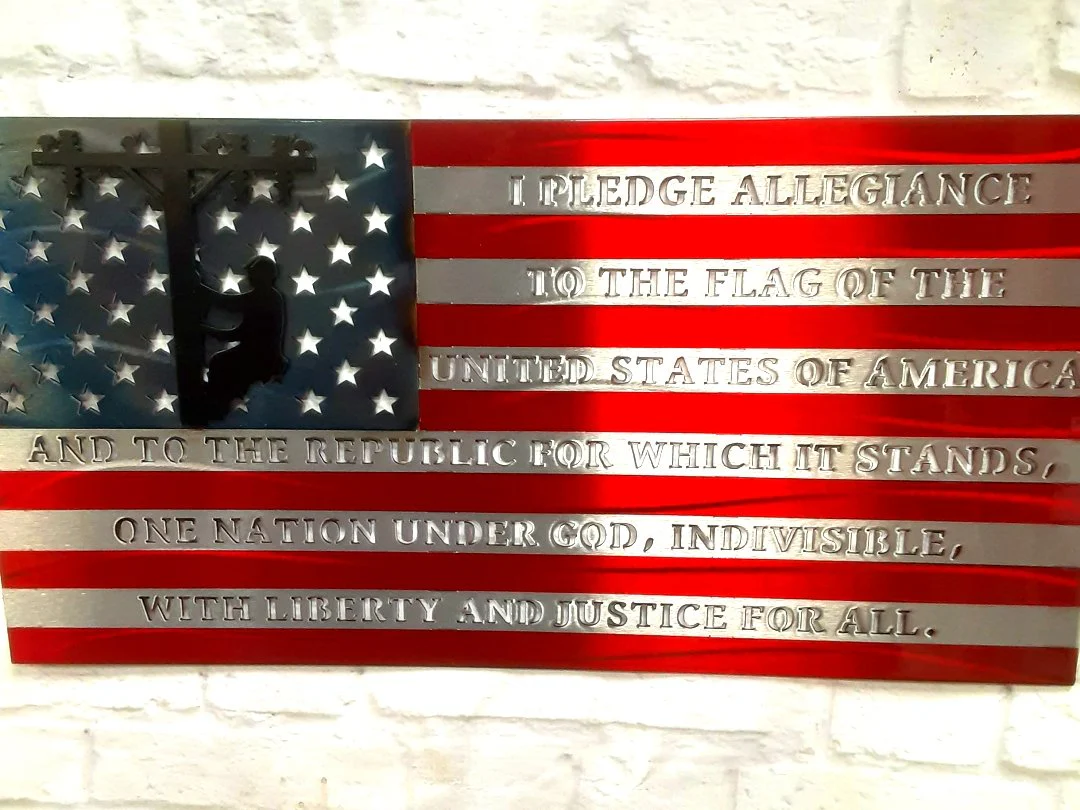 I PLEDGE ALLEGIANCE
TO THE FLAG OF THE
UNITED STATES OF AMERICA
AND TO THE REPUBLIC FOR WHICH IT STANDS,
ONE NATION UNDER GOD, INDIVISIBLE,
WITH LIBERTY AND JUSTICE FOR ALL.